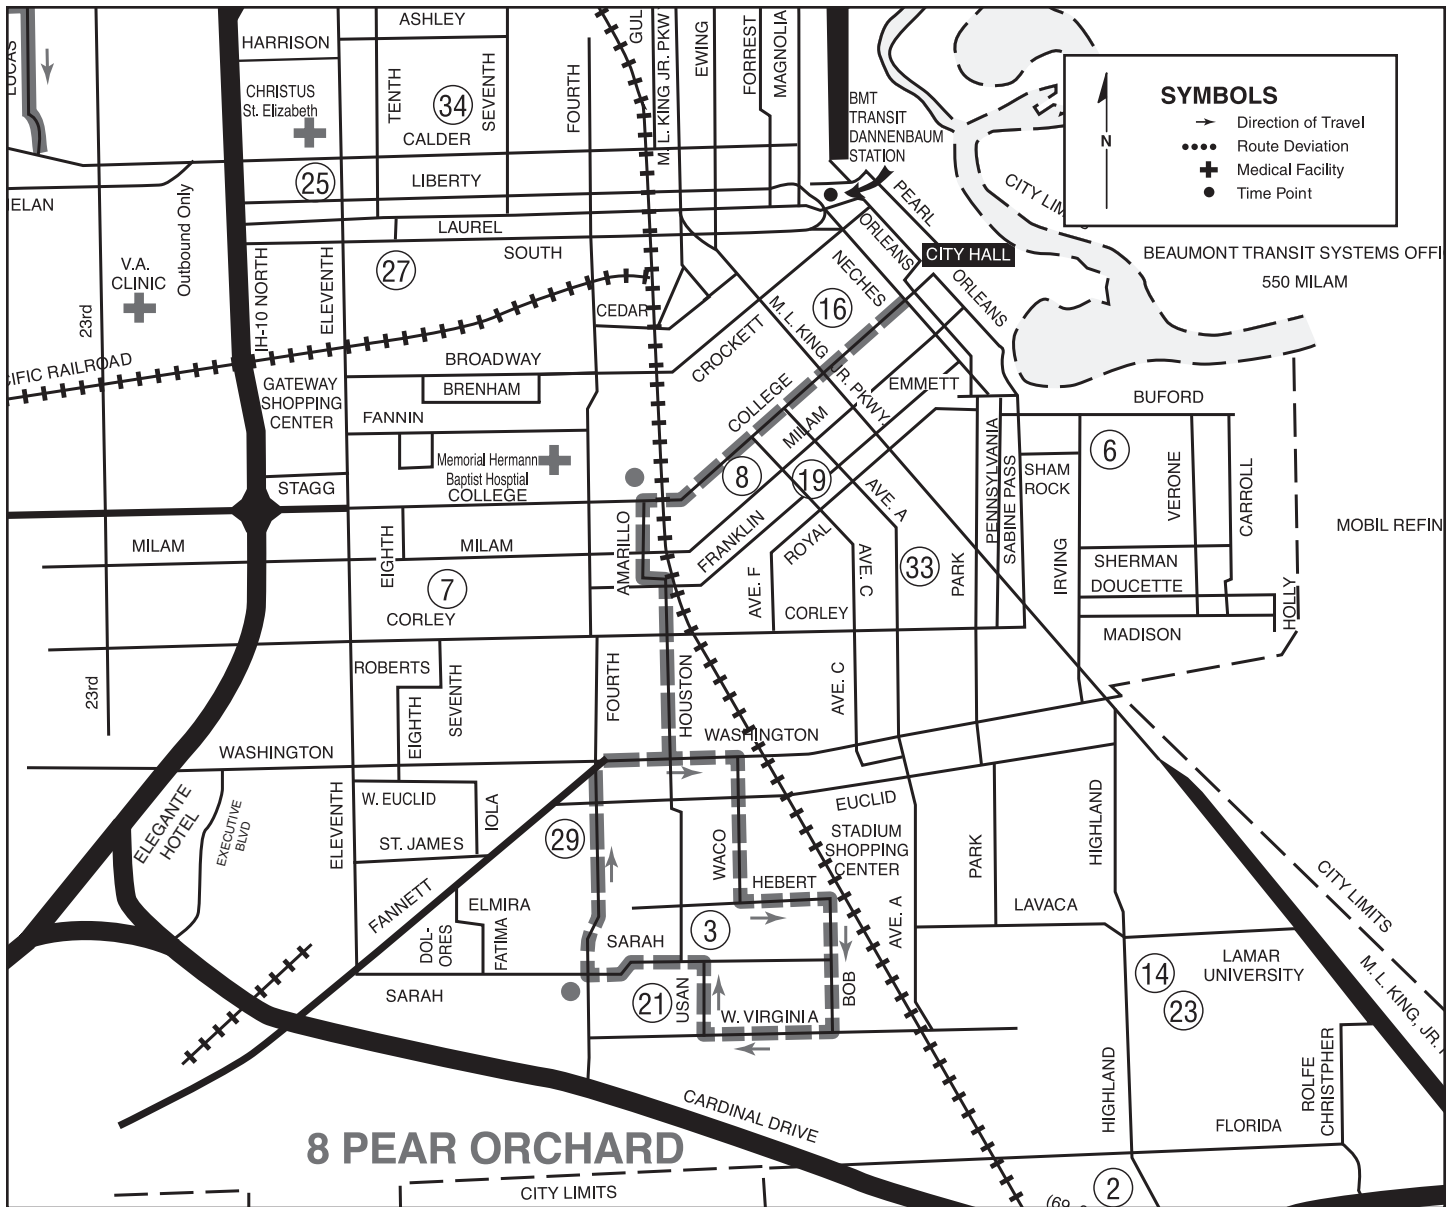 ASHLEY
GUL
M. L. KING JR. PKW
EWING
FORREST
MAGNOLIA
LUCAS
HARRISON
TENTH
34
SEVENTH
FOURTH
CHRISTUS
St. Elizabeth
CALDER
BMT
TRANSIT
DANNENBAUM
STATION
SYMBOLS
N
Direction of Travel
Route Deviation
Medical Facility
Time Point
25
LIBERTY
CITY LIM
ELAN
Outbound Only
PEARL
ORLEANS
LAUREL
SOUTH
NECHES
CITY HALL
ORLEANS
BEAUMONT TRANSIT SYSTEMS OFFI
550 MILAM
V.A.
CLINIC
23rd
IH-10 NORTH
ELEVENTH
27
CEDAR
16
CIFIC RAILROAD
BROADWAY
CROCKETT
M. L. KING JR. PKWY.
GATEWAY
SHOPPING
CENTER
BRENHAM
EMMETT
BUFORD
FANNIN
COLLEGE
MILAM
PENNSYLVANIA
SABINE PASS
6
Memorial Hermann
Baptist Hosptial
COLLEGE
8
19
SHAM
ROCK
VERONE
CARROLL
STAGG
AVE. A
MOBIL REFIN
MILAM
EIGHTH
MILAM
AMARILLO
FRANKLIN
ROYAL
AVE. F
AVE. C
33
PARK
IRVING
SHERMAN
DOUCETTE
HOLLY
7
CORLEY
CORLEY
MADISON
23rd
ROBERTS
SEVENTH
EIGHTH
FOURTH
HOUSTON
AVE. C
WASHINGTON
WASHINGTON
ELEGANTE
HOTEL
EXECUTIVE
BLVD
ELEVENTH
W. EUCLID
IOLA
ST. JAMES
29
WACO
EUCLID
STADIUM
SHOPPING
CENTER
PARK
HIGHLAND
HEBERT
FANNETT
ELMIRA
DOL-
ORES
FATIMA
AVE. A
LAVACA
CITY LIMITS
SARAH
3
SARAH
21
USAN
BOB
W. VIRGINIA
14
23
LAMAR
UNIVERSITY
M. L. KING, JR.
CARDINAL DRIVE
HIGHLAND
ROLFE
CHRISTPHER
FLORIDA
8 PEAR ORCHARD
CITY LIMITS
(69
2